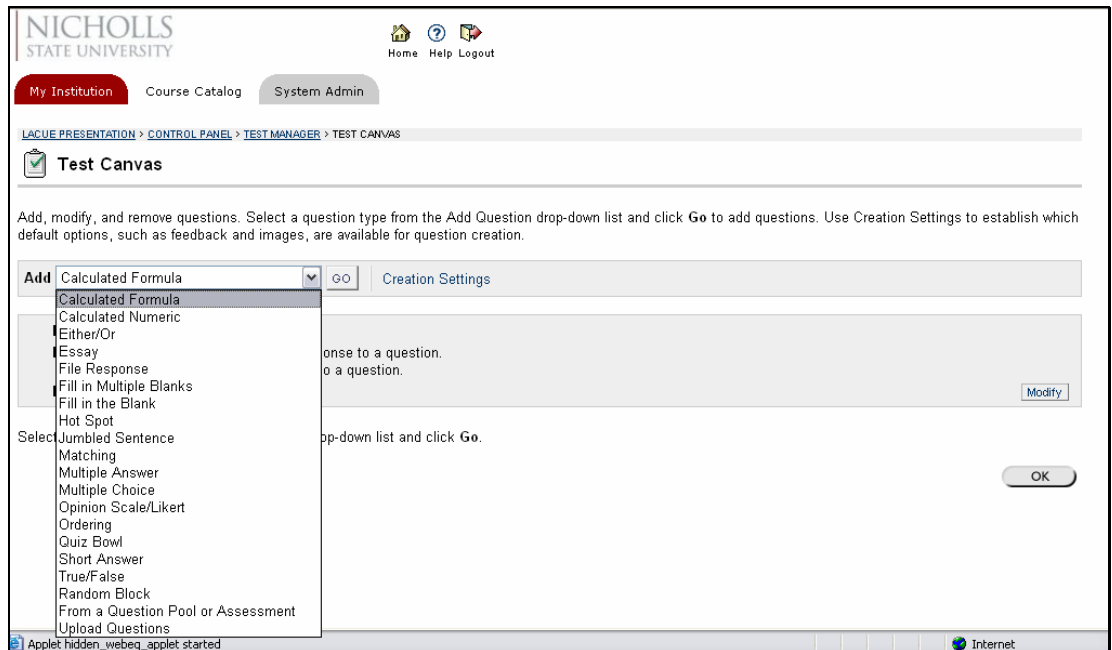 NICHOLLS
STATE UNIVERSITY
Home Help Logout
My Institution Course Catalog System Admin
LACUE PRESENTATION > CONTROL PANEL > TEST MANAGER > TEST CANVAS
Test Canvas
Add, modify, and remove questions. Select a question type from the Add Question drop-down list and click Go to add questions. Use Creation Settings to establish which
default options, such as feedback and images, are available for question creation.
Add Calculated Formula GO Creation Settings
Calculated Formula
Calculated Numeric
Either/Or
Essay
onse to a question.
File Response
o a question.
Fill in Multiple Blanks
Modify
Fill in the Blank
Hot Spot
Select
Jumbled Sentence
op-down list and click Go.
Matching
Multiple Answer
OK
Multiple Choice
Opinion Scale/Likert
Ordering
Quiz Bowl
Short Answer
True/False
Random Block
From a Question Pool or Assessment
Upload Questions
Applet hidden_webeq_applet started Internet